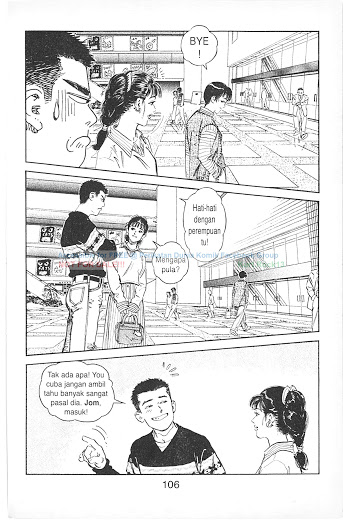 BYE
!
Hati-hati
dengan
perempuan
tu!
Mengapa
pula?
Tak ada apa! You
cuba jangan ambil
tahu banyak sangat
pasal dia. Jom,
masuk!
106